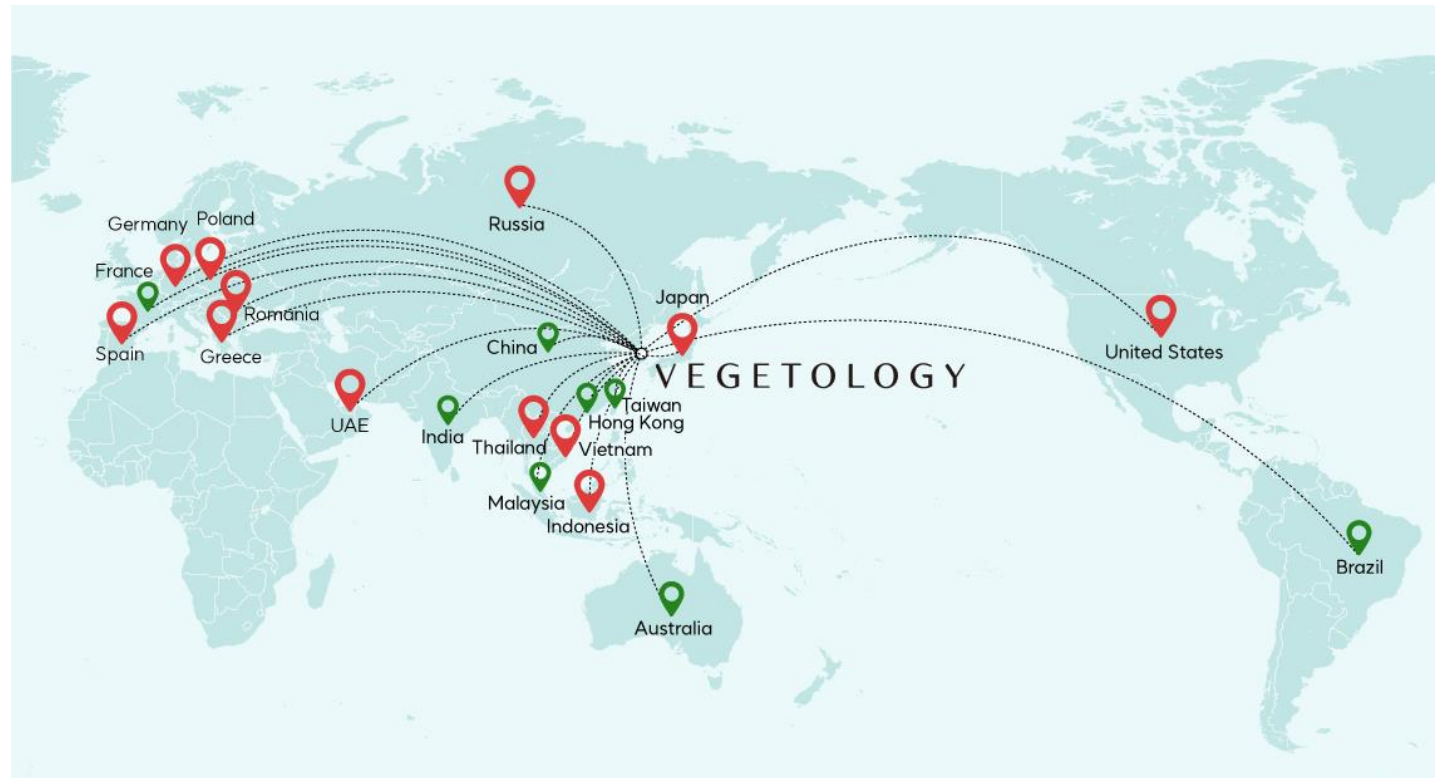 Russia
Germany
Poland
France
Romania
Spain
Greece
Japan
China
United States
VEGETOLOGY
UAE
India
Taiwan
Hong Kong
Thailand
Vietnam
Malaysia
Indonesia
Brazil
Australia